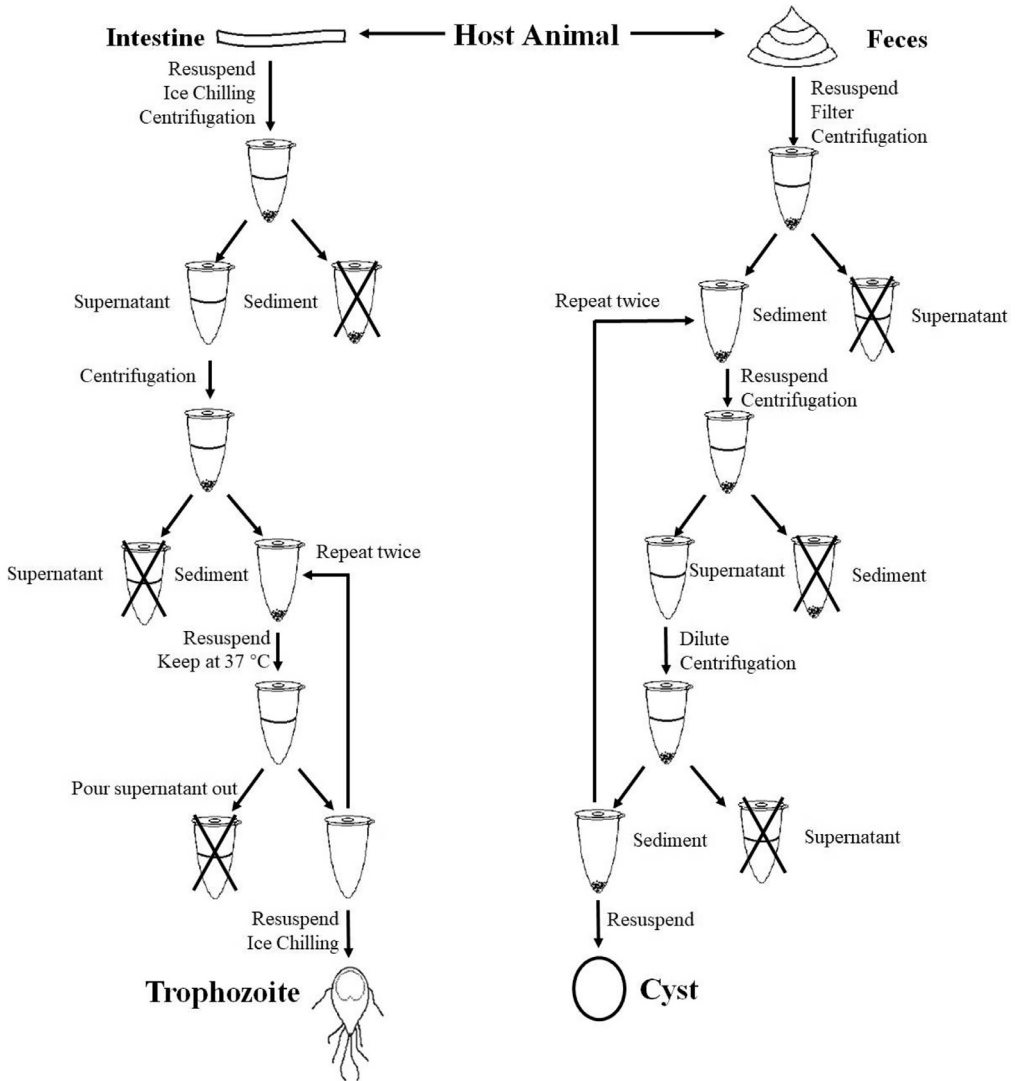 Intestine
Host Animal
Feces
Resuspend
Ice Chilling
Centrifugation
Resuspend
Filter
Centrifugation
Supernatant
Sediment
Repeat twice
Sediment
Supernatant
Centrifugation
Resuspend
Centrifugation
Supernatant
Sediment
Repeat twice
Supernatant
Sediment
Resuspend
Keep at 37 °C
Dilute
Centrifugation
Pour supernatant out
Sediment
Supernatant
Resuspend
Ice Chilling
Resuspend
Trophozoite
Cyst